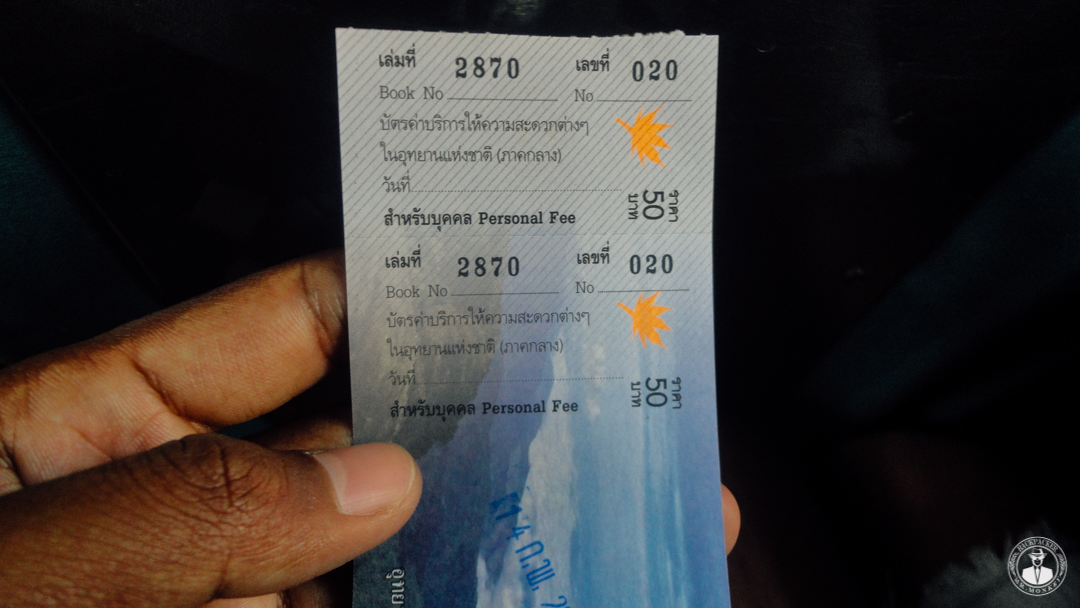 เล่มที่ 2870 เลขที่ 020
Book No No
บัตรค่าบริการให้ความสะดวกต่างๆ
ในอุทยานแห่งชาติ (ภาคกลาง)
วันที่
สำหรับบุคคล Personal Fee
ราคา
50
บาท
เล่มที่ 2870 เลขที่ 020
Book No No
บัตรค่าบริการให้ความสะดวกต่างๆ
ในอุทยานแห่งชาติ (ภาคกลาง)
วันที่
สำหรับบุคคล Personal Fee
ราคา
50
บาท
4 ก.พ.